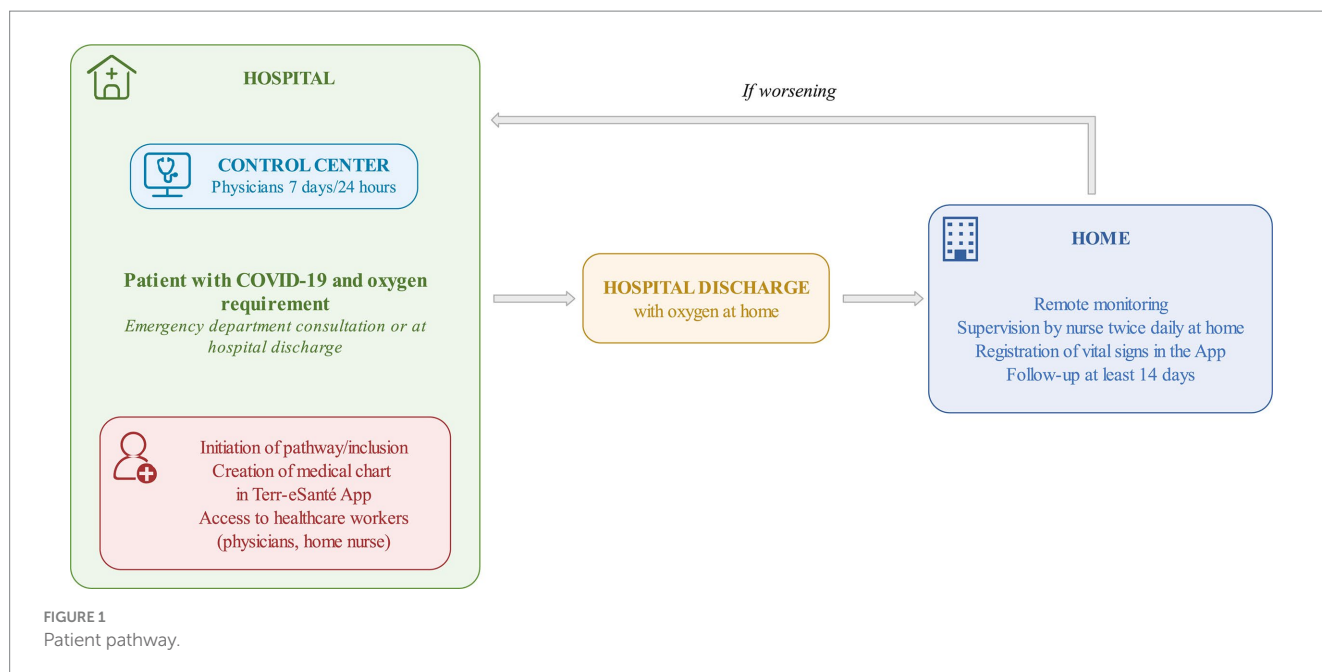 HOSPITAL
CONTROL CENTER
Physicians 7 days/24 hours
Patient with COVID-19 and oxygen
requirement
Emergency department consultation or at
hospital discharge
Initiation of pathway/inclusion
Creation of medical chart
in Terr-eSanté App
Access to healthcare workers
(physicians, home nurse)
HOSPITAL DISCHARGE
with oxygen at home
If worsening
HOME
Remote monitoring
Supervision by nurse twice daily at home
Registration of vital signs in the App
Follow-up at least 14 days
FIGURE 1
Patient pathway.